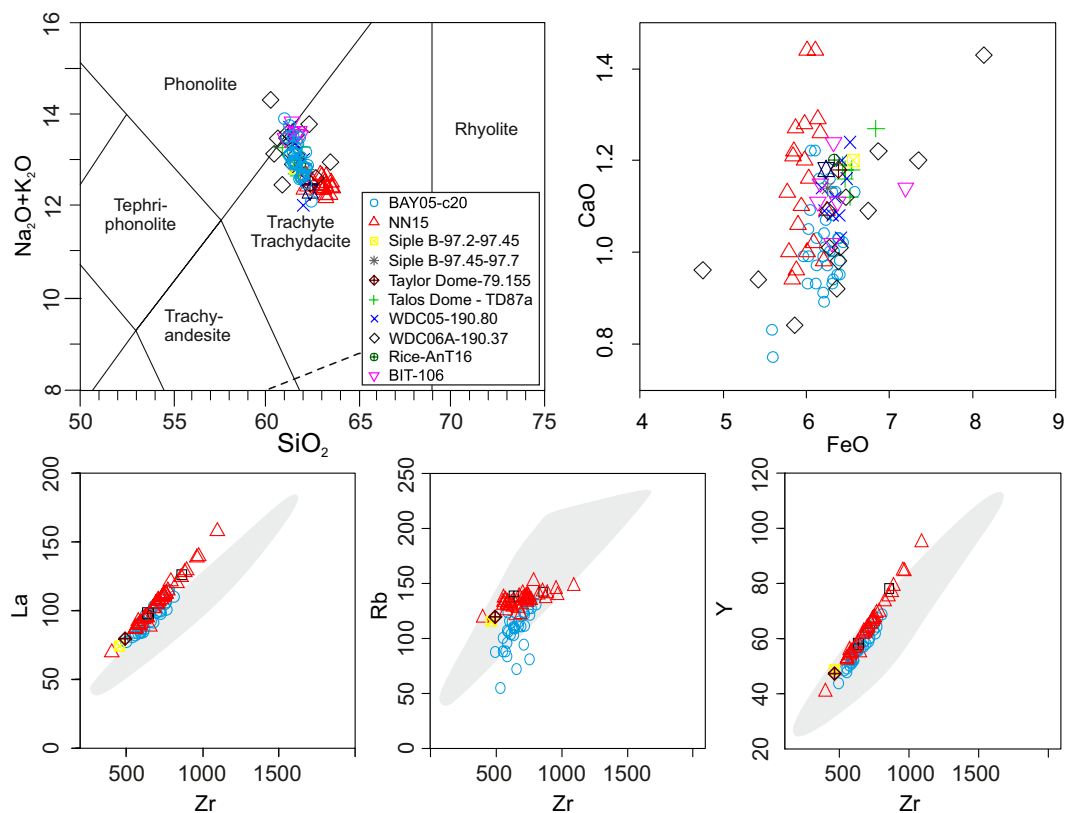 16
14
12
10
8
Na₂O+K₂O
Phonolite
Rhyolite
Tephri-
phonolite
Trachyte
Trachydacite
Trachy-
andesite
BAY05-c20
NN15
Siple B-97.2-97.45
Siple B-97.45-97.7
Taylor Dome-79.155
Talos Dome - TD87a
WDC05-190.80
WDC06A-190.37
Rice-AnT16
BIT-106
50 55 60 65 70 75
SiO₂
1.4
1.2
1.0
0.8
CaO
4 5 6 7 8 9
FeO
200
150
100
50
0
La
500 1000 1500
Zr
250
200
150
100
50
0
Rb
500 1000 1500
Zr
120
100
80
60
40
20
Y
500 1000 1500
Zr